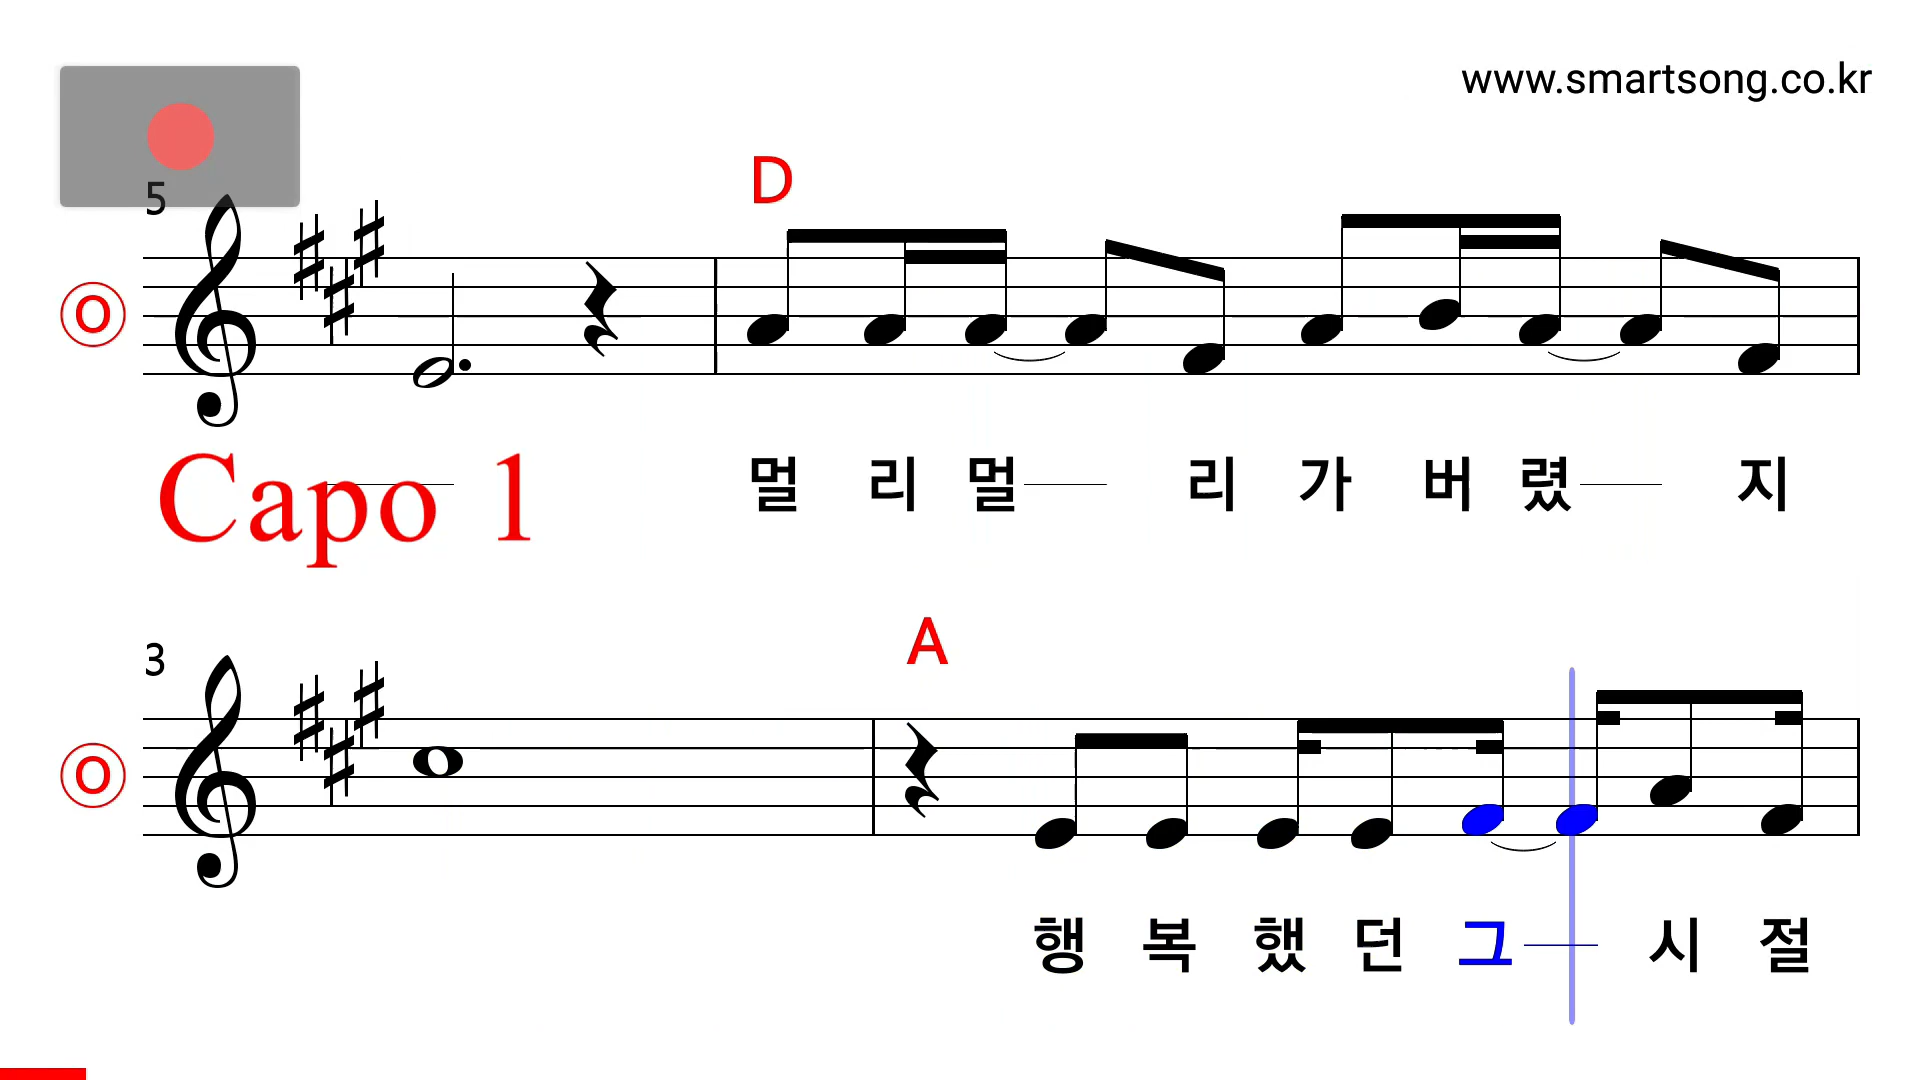 www.smartsong.co.kr
5
D
ⓞ
Capo 1
멀 리 멀 리 가 버 렸 지
3
A
ⓞ
행 복 했 던 그 시 절